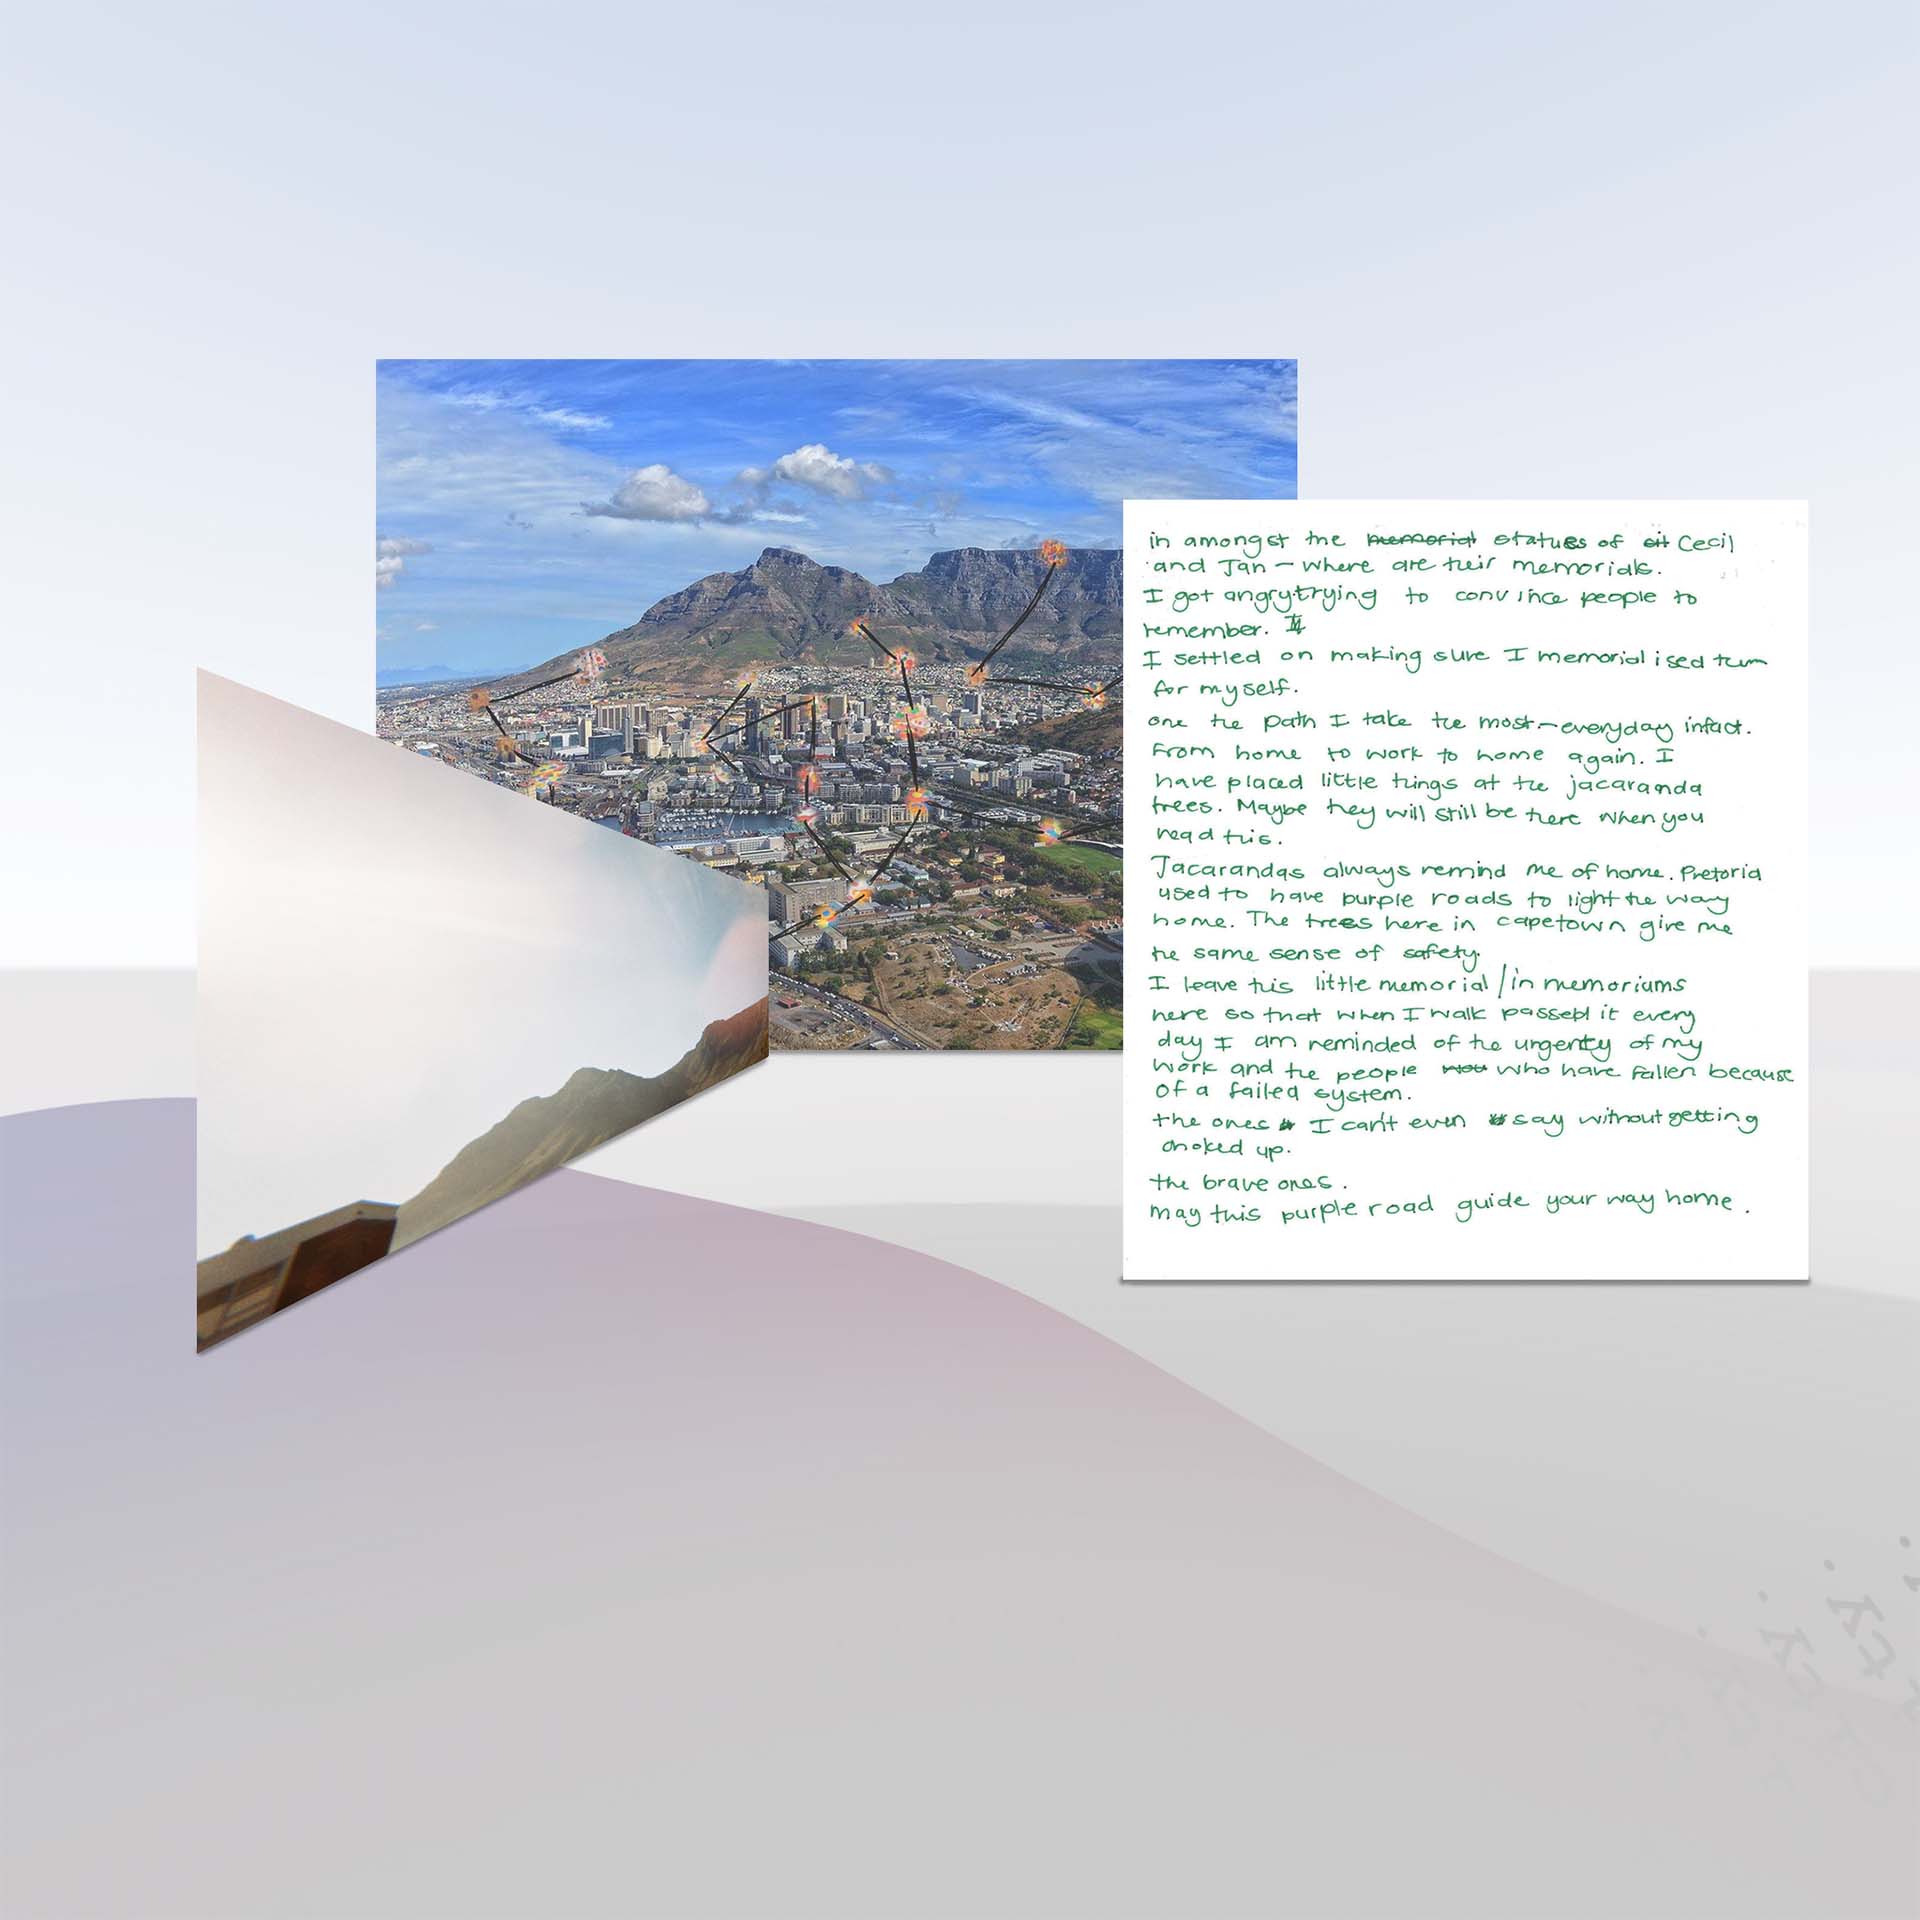 in amongst the memorial statues of Cecil
and Jan - where are their memorials.
I got angry trying to convince people to
remember.
I settled on making sure I memorialised them
for myself.
one the path I take the most - everyday infact.
From home to work to home again. I
have placed little things at the jacaranda
trees. Maybe they will still be there when you
read this.
Jacarandas always remind me of home. Pretoria
used to have purple roads to light the way
home. The trees here in capetown give me
the same sense of safety.
I leave this little memorial / in memoriums
here so that when I walk passed it every
day I am reminded of the urgency of my
work and the people who have fallen because
of a failed system.
the ones I can't even say without getting
choked up.
the brave ones.
may this purple road guide your way home.